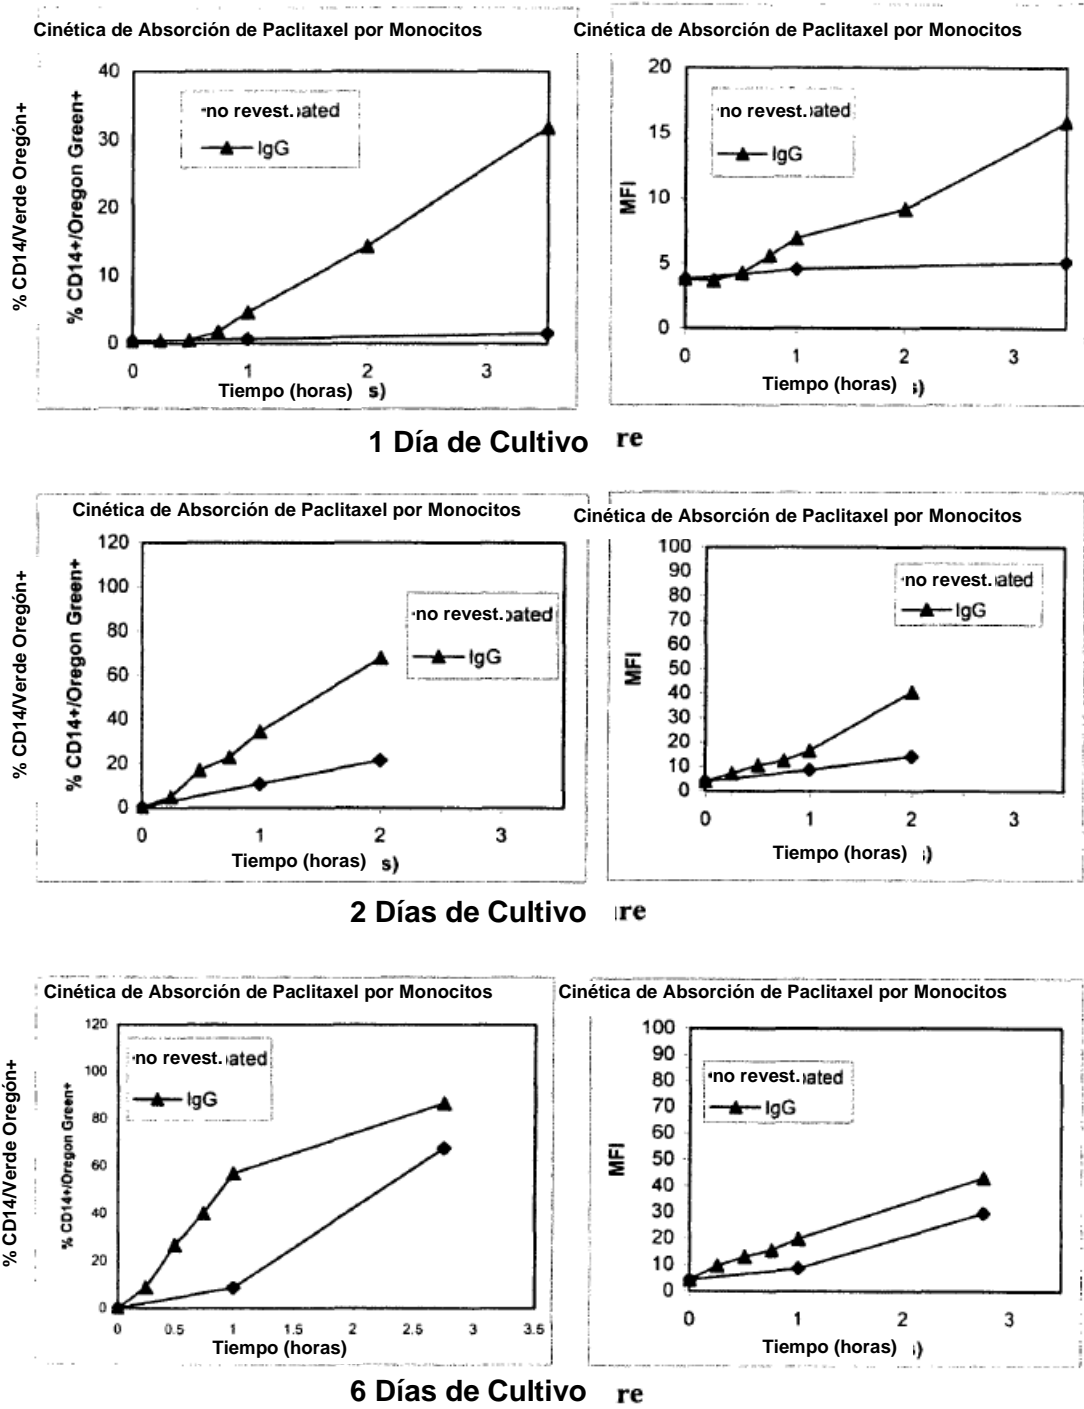 Cinética de Absorción de Paclitaxel por Monocitos
% CD14/Verde Oregón+
% CD14+/Oregon Green+
40
30
20
10
0
no revest. ated
IgG
0 1 2 3
Tiempo (horas) s)
Cinética de Absorción de Paclitaxel por Monocitos
MFI
20
15
10
5
0
no revest. ated
IgG
0 1 2 3
Tiempo (horas) s)
1 Día de Cultivo re
Cinética de Absorción de Paclitaxel por Monocitos
% CD14/Verde Oregón+
% CD14+/Oregon Green+
120
100
80
60
40
20
0
no revest. pated
IgG
0 1 2 3
Tiempo (horas) s)
Cinética de Absorción de Paclitaxel por Monocitos
MFI
100
90
80
70
60
50
40
30
20
10
0
no revest. ated
IgG
0 1 2 3
Tiempo (horas) s)
2 Días de Cultivo re
Cinética de Absorción de Paclitaxel por Monocitos
% CD14/Verde Oregón+
% CD14+/Oregon Green+
120
100
80
60
40
20
0
no revest. ated
IgG
0 0.5 1 1.5 2 2.5 3 3.5
Tiempo (horas)
Cinética de Absorción de Paclitaxel por Monocitos
MFI
100
90
80
70
60
50
40
30
20
10
0
no revest. ated
IgG
0 1 2 3
Tiempo (horas) )
6 Días de Cultivo re